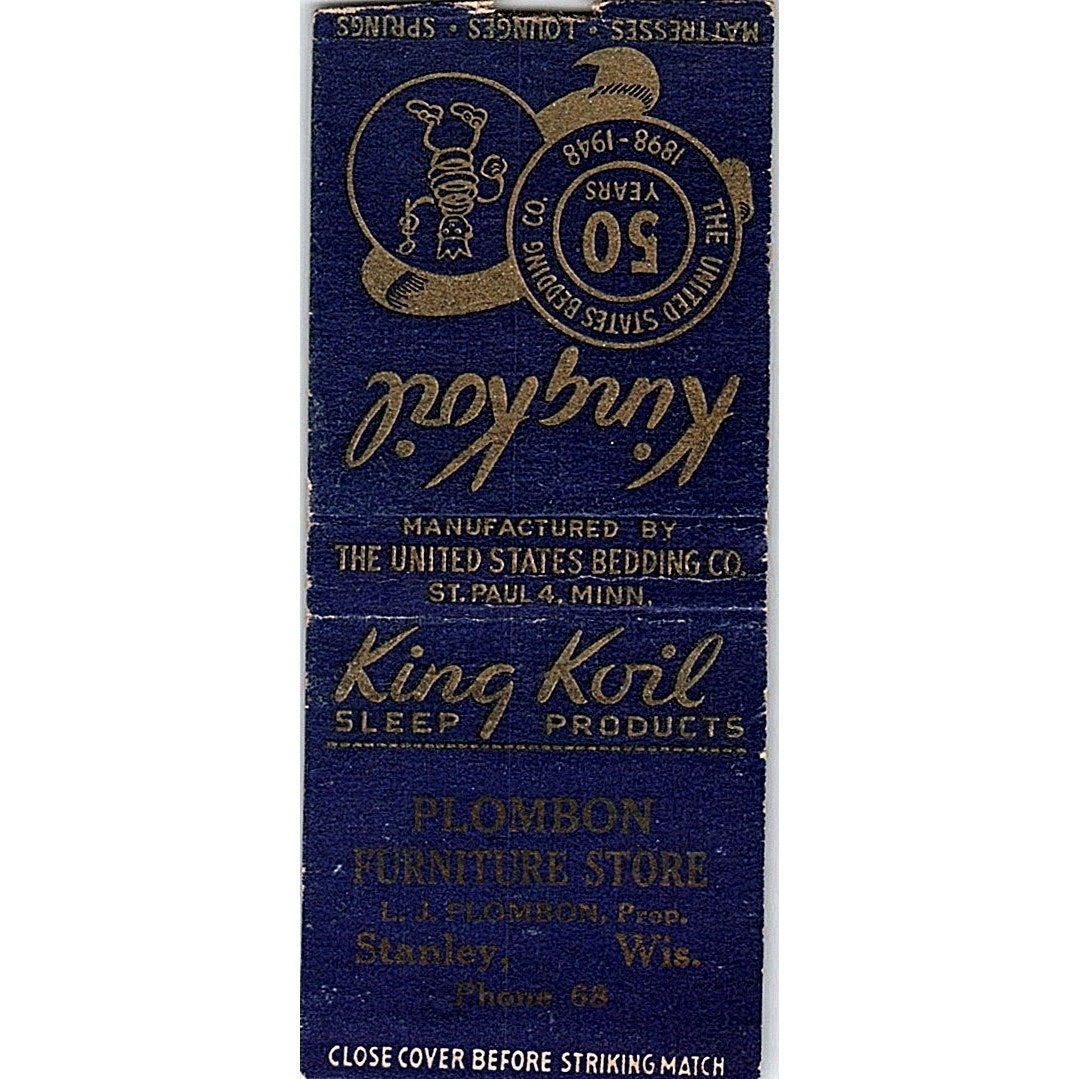 MATTRESSES • LOUNGES • SPRINGS
1898-1948
THE UNITED STATES BEDDING CO.
50
YEARS
King Koil
MANUFACTURED BY
THE UNITED STATES BEDDING CO.
ST. PAUL 4, MINN.
King Koil
SLEEP PRODUCTS
PLOMBON
FURNITURE STORE
L. J. PLOMBON, Prop.
Stanley, Wis.
Phone 68
CLOSE COVER BEFORE STRIKING MATCH